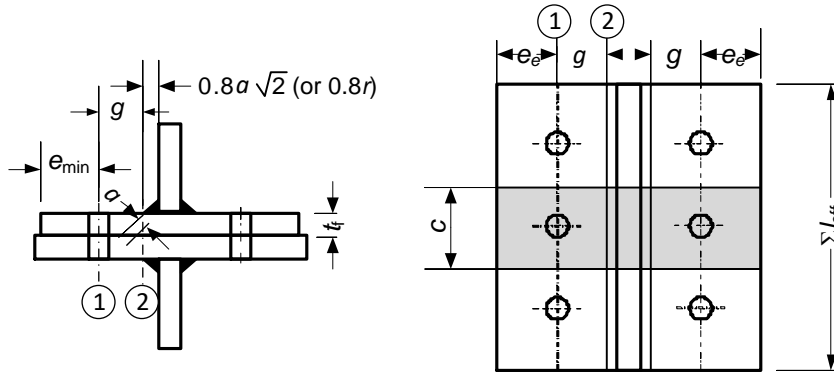 1 2
e_e g g e_e
0.8a √2 (or 0.8r)
g
e_min
a
t_f
c
Σl_eff
1 2